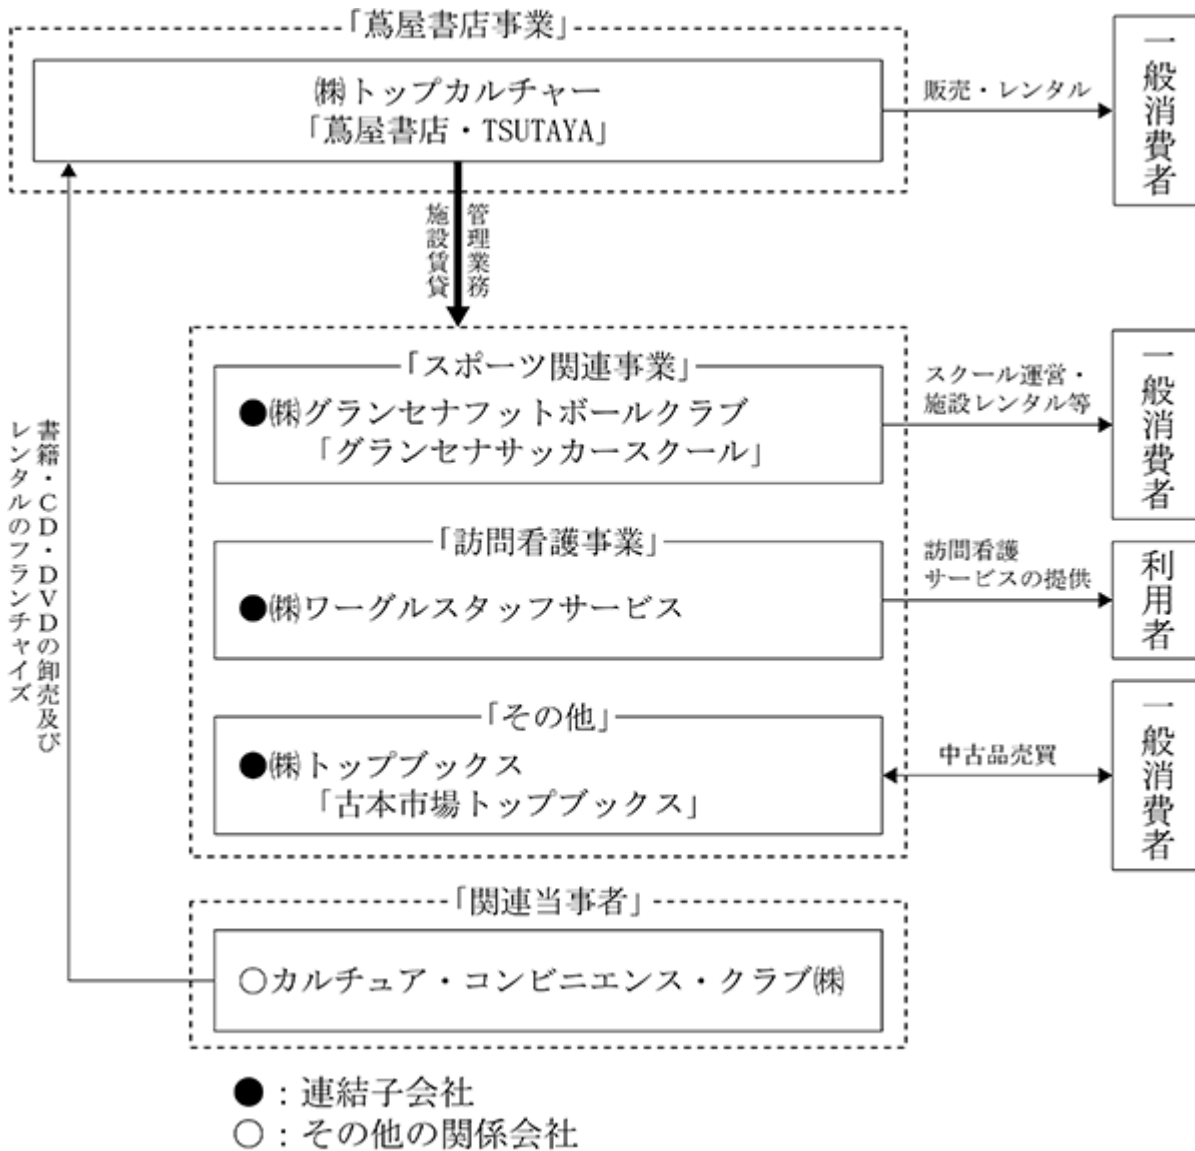 「蔦屋書店事業」
㈱トップカルチャー
「蔦屋書店・TSUTAYA」
販売・レンタル
一般消費者
管理業務
施設賃貸
「スポーツ関連事業」
●㈱グランセナフットボールクラブ
「グランセナサッカースクール」
スクール運営・
施設レンタル等
一般消費者
「訪問看護事業」
●㈱ワーグルスタッフサービス
訪問看護
サービスの提供
利用者
「その他」
●㈱トップブックス
「古本市場トップブックス」
中古品売買
一般消費者
書籍・CD・DVDの卸売及び
レンタルのフランチャイズ
「関連当事者」
○カルチュア・コンビニエンス・クラブ㈱
●：連結子会社
○：その他の関係会社